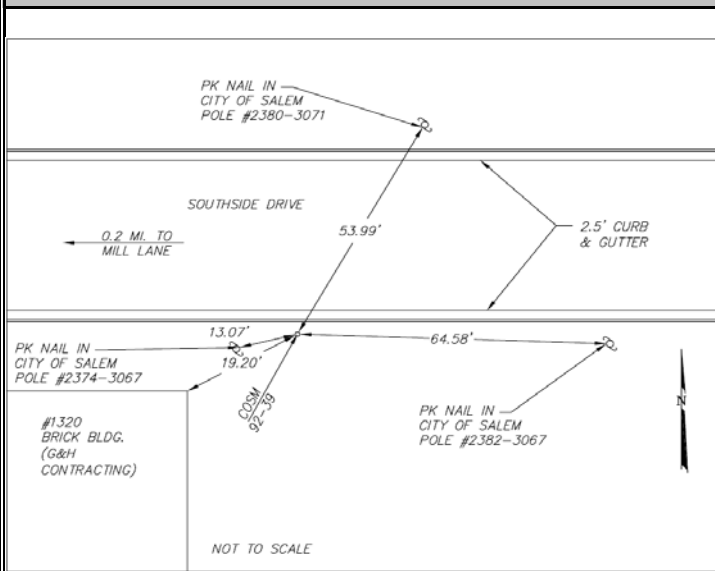 PK NAIL IN
CITY OF SALEM
POLE #2380-3071
SOUTHSIDE DRIVE
53.99'
2.5' CURB
& GUTTER
0.2 MI. TO
MILL LANE
13.07'
64.58'
PK NAIL IN
CITY OF SALEM
POLE #2374-3067
19.20'
COSM
92-39
N
#1320
BRICK BLDG.
(G&H
CONTRACTING)
PK NAIL IN
CITY OF SALEM
POLE #2382-3067
NOT TO SCALE